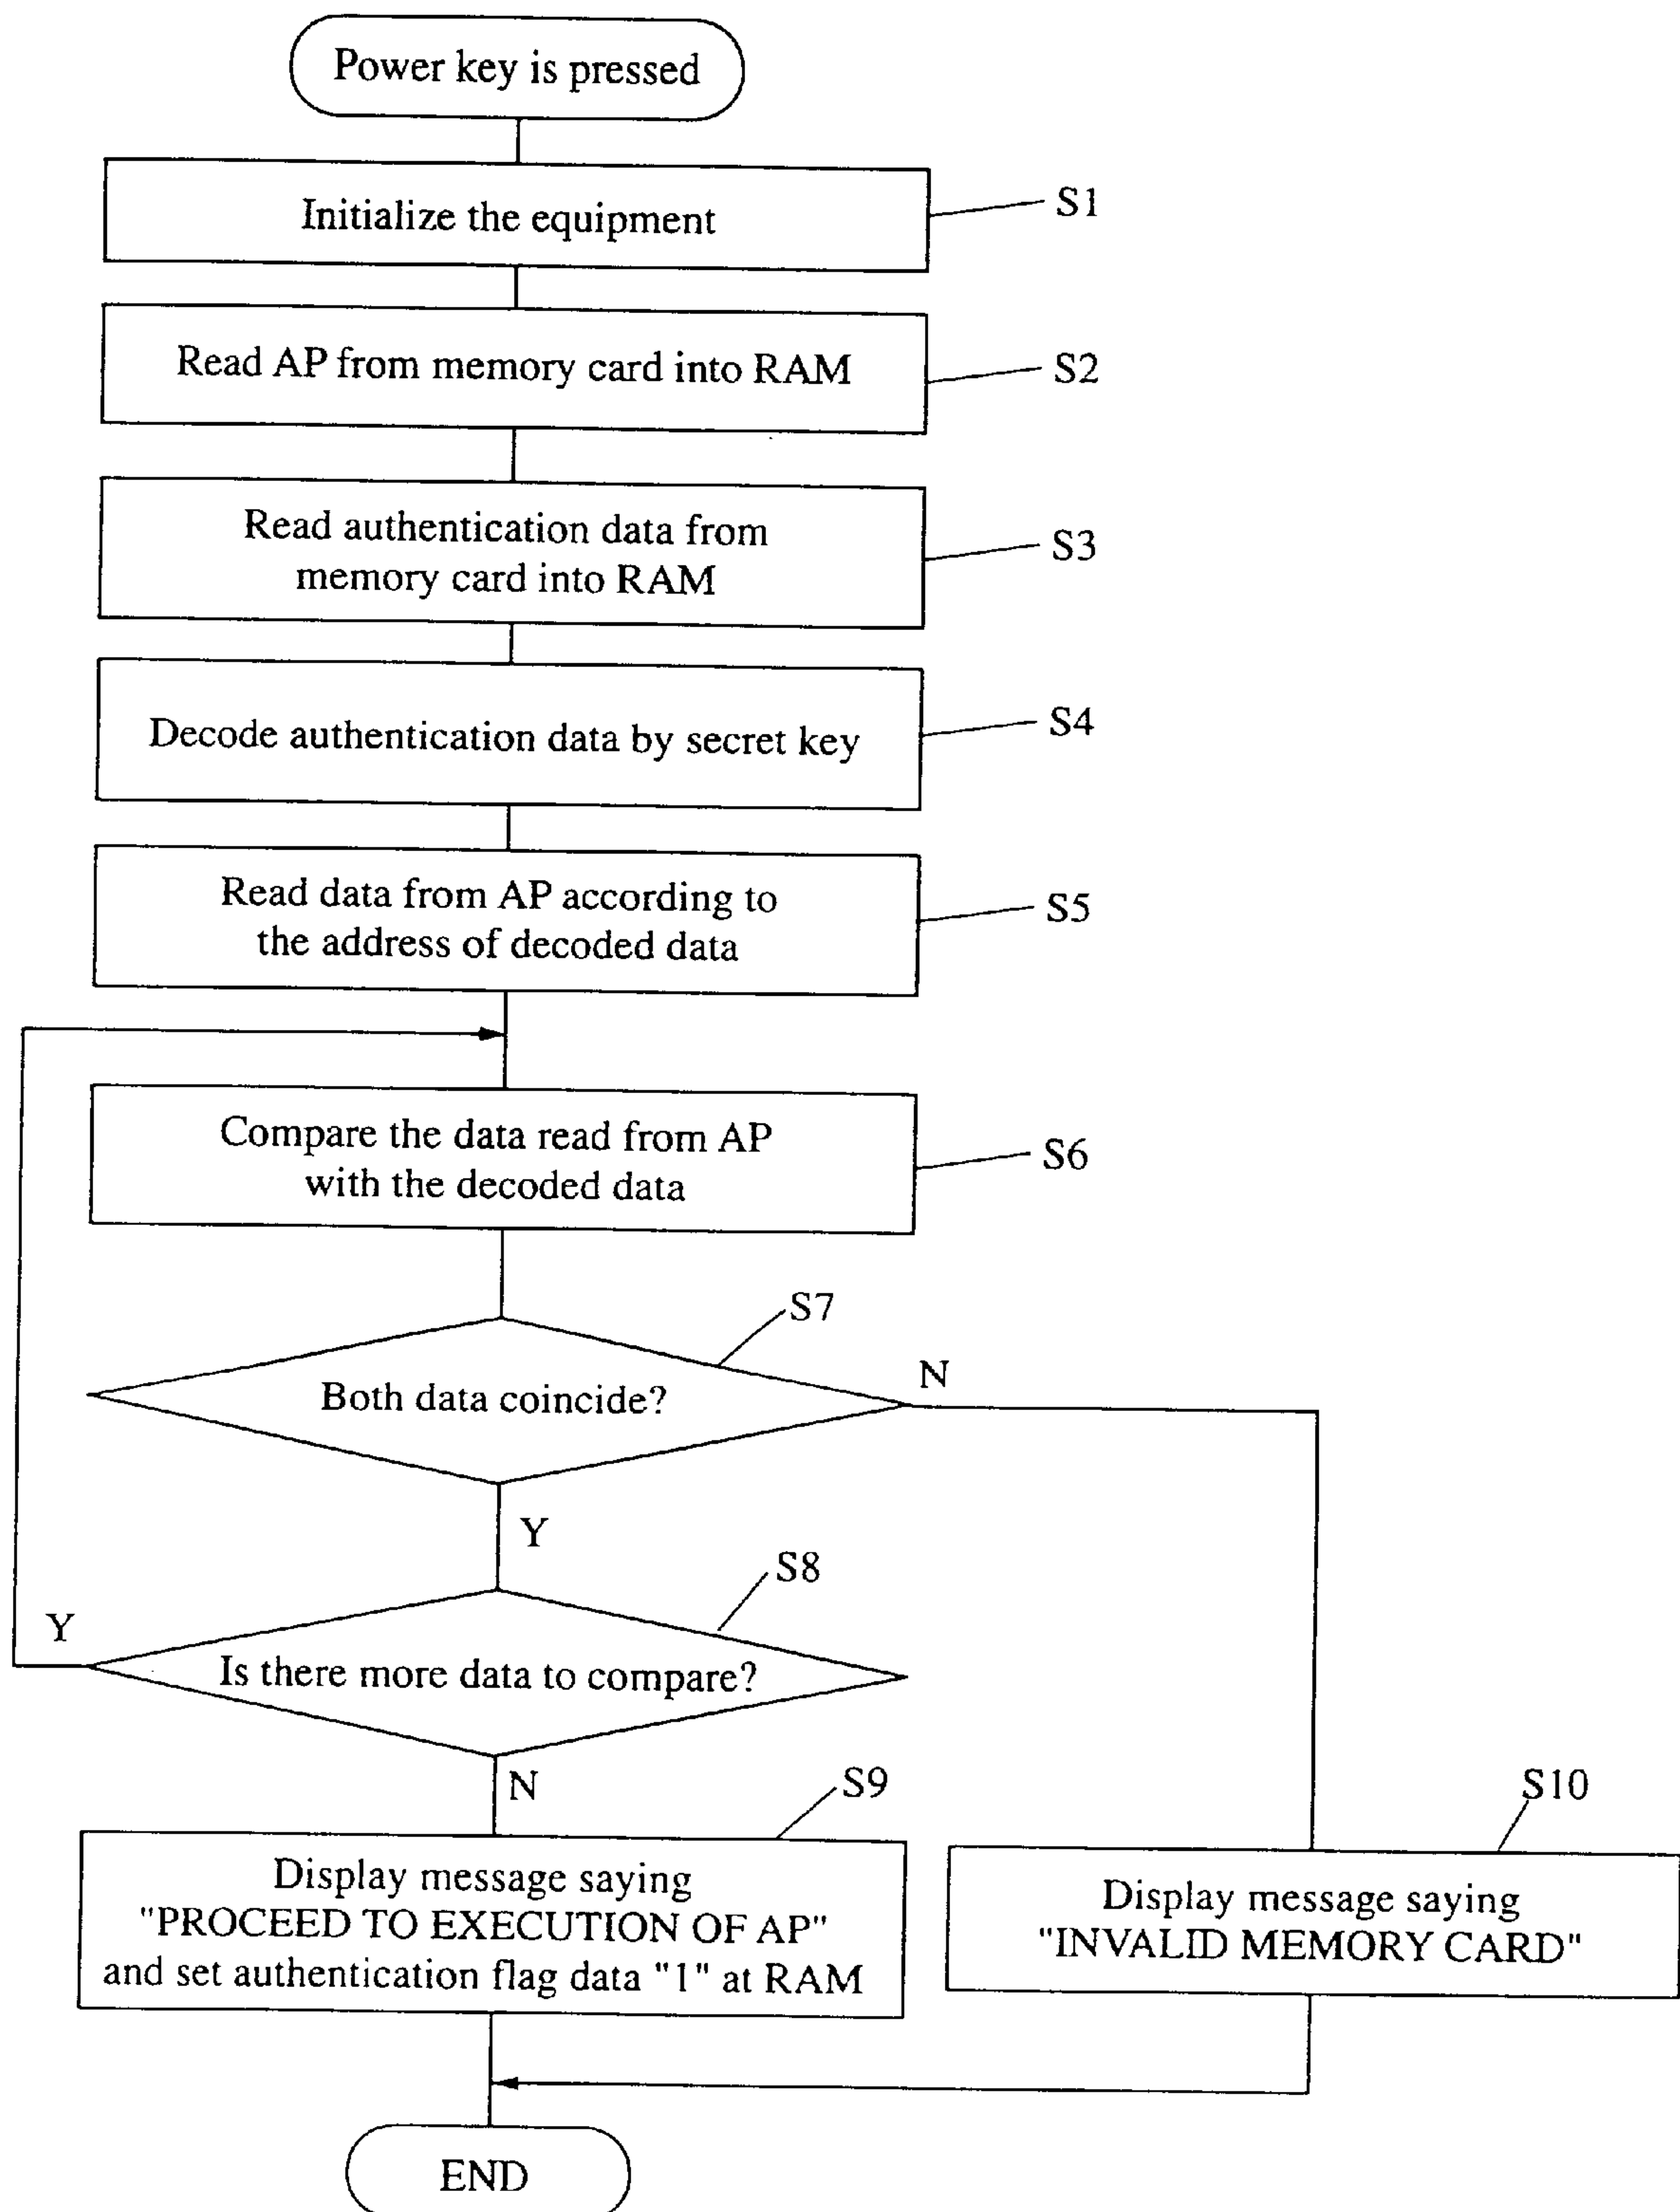 Power key is pressed
Initialize the equipment
S1
Read AP from memory card into RAM
S2
Read authentication data from
memory card into RAM
S3
Decode authentication data by secret key
S4
Read data from AP according to
the address of decoded data
S5
Compare the data read from AP
with the decoded data
S6
S7
Both data coincide?
N
Y
S8
Y
Is there more data to compare?
N
S9
S10
Display message saying
"PROCEED TO EXECUTION OF AP"
and set authentication flag data "1" at RAM
Display message saying
"INVALID MEMORY CARD"
END